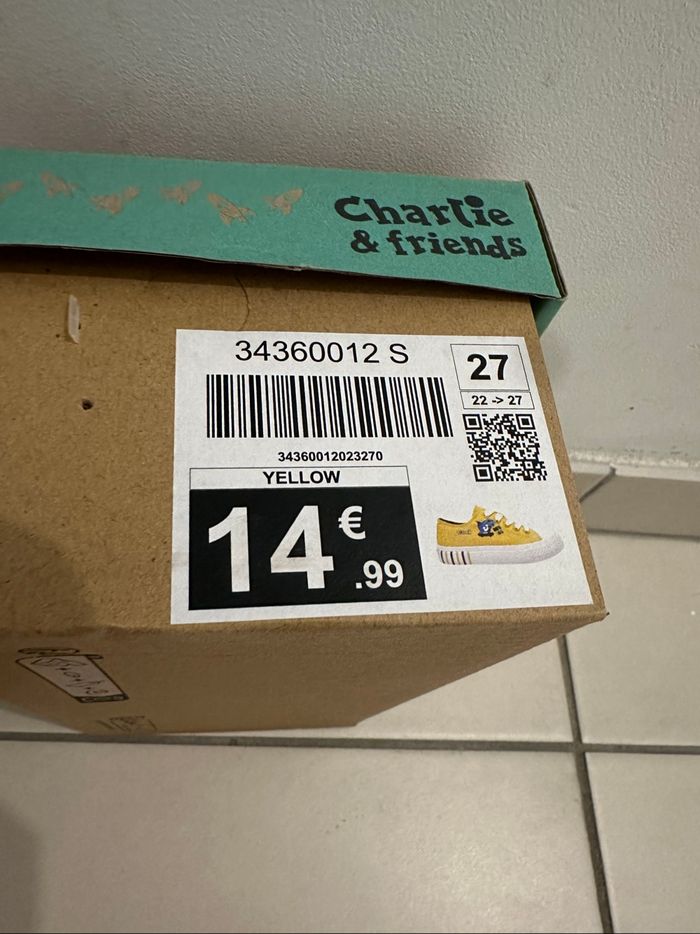 Charlie
& friends
34360012 S
27
22 -> 27
34360012023270
YELLOW
14€.99